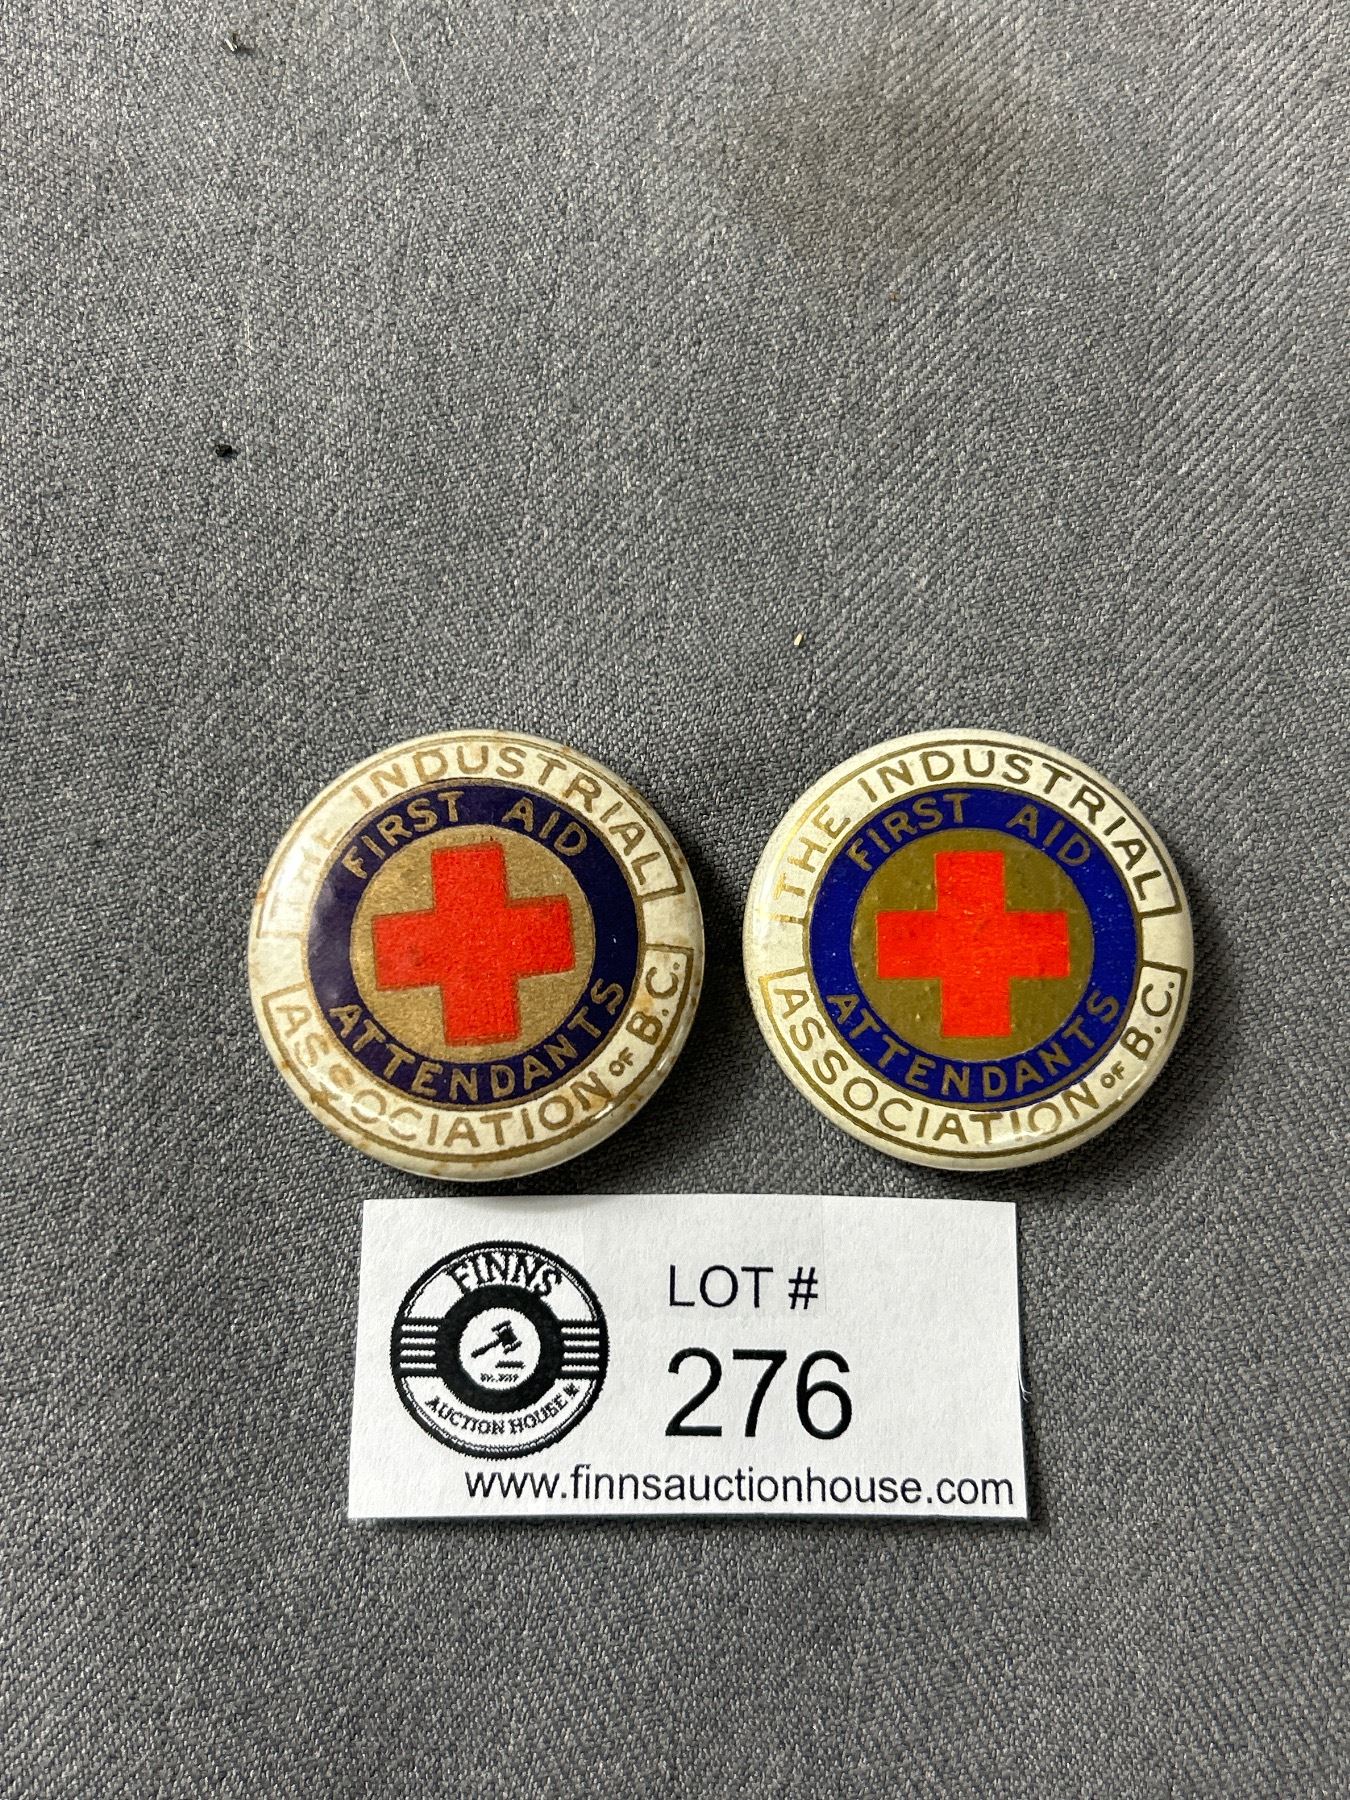 THE INDUSTRIAL
FIRST AID
ATTENDANTS
ASSOCIATION OF B.C.
THE INDUSTRIAL
FIRST AID
ATTENDANTS
ASSOCIATION OF B.C.
FINNS
AUCTION HOUSE
LOT #
276
www.finnsauctionhouse.com